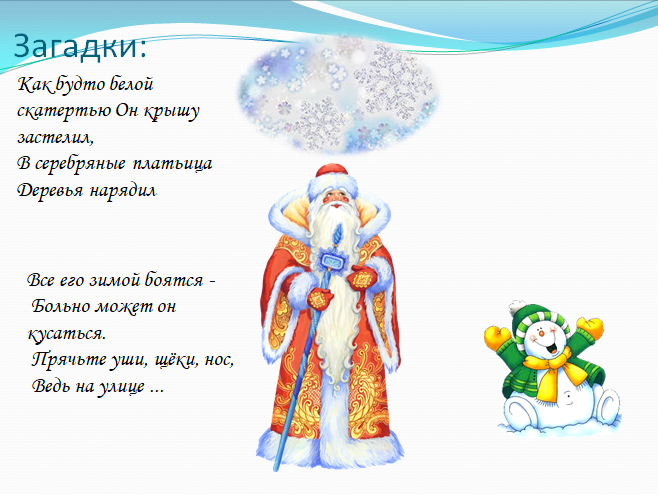 Загадки:
Как будто белой
скатертью Он крышу
застелил,
В серебряные платьица
Деревья нарядил
Все его зимой боятся -
Больно может он
кусаться.
Прячьте уши, щёки, нос,
Ведь на улице ...